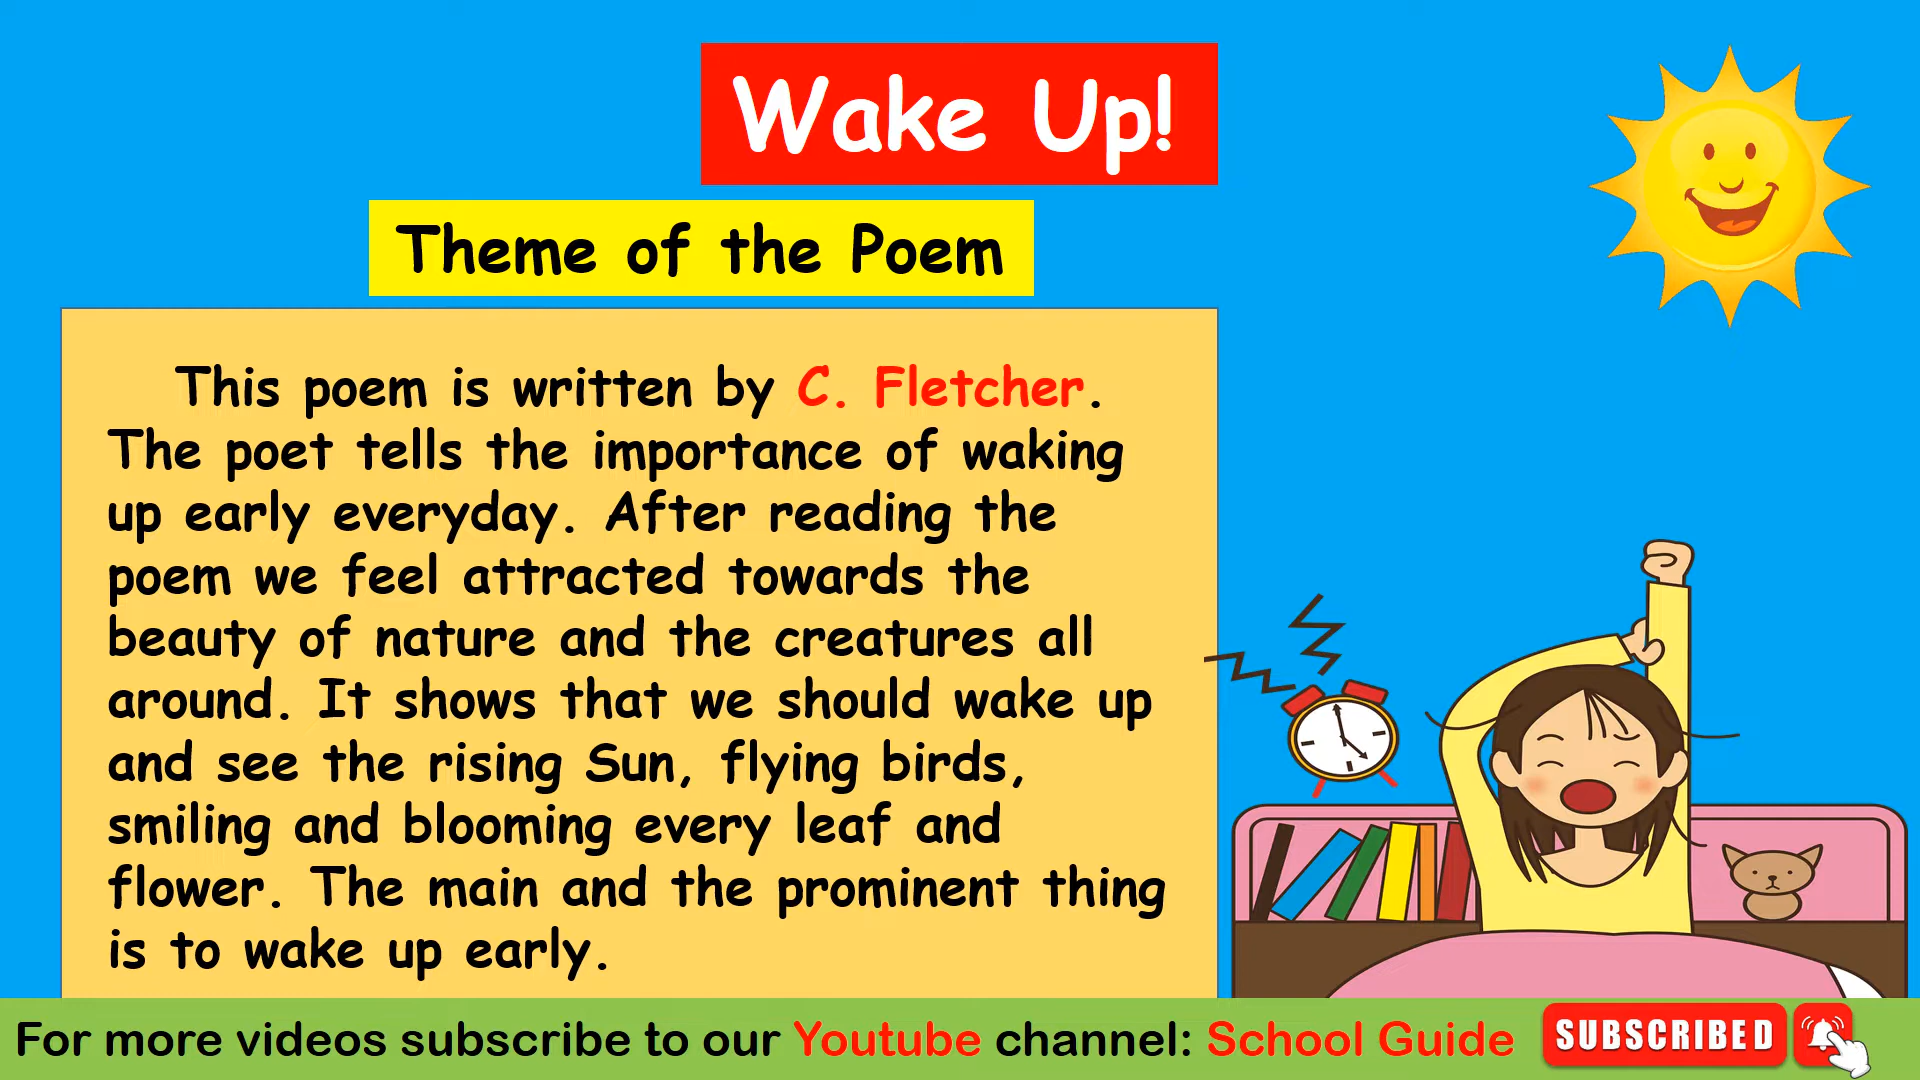 Wake Up!
Theme of the Poem
This poem is written by C. Fletcher.
The poet tells the importance of waking
up early everyday. After reading the
poem we feel attracted towards the
beauty of nature and the creatures all
around. It shows that we should wake up
and see the rising Sun, flying birds,
smiling and blooming every leaf and
flower. The main and the prominent thing
is to wake up early.
For more videos subscribe to our Youtube channel: School Guide
SUBSCRIBED